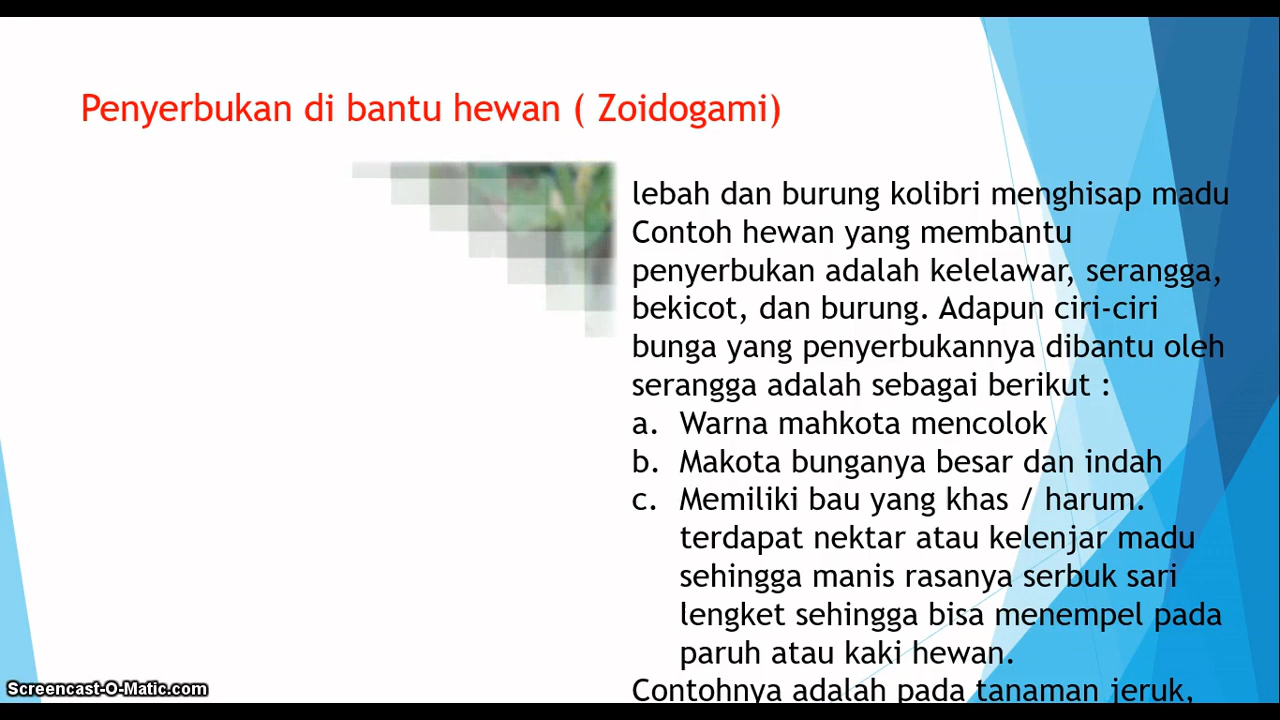 Penyerbukan di bantu hewan ( Zoidogami)
lebah dan burung kolibri menghisap madu
Contoh hewan yang membantu
penyerbukan adalah kelelawar, serangga,
bekicot, dan burung. Adapun ciri-ciri
bunga yang penyerbukannya dibantu oleh
serangga adalah sebagai berikut :
a. Warna mahkota mencolok
b. Makota bunganya besar dan indah
c. Memiliki bau yang khas / harum.
terdapat nektar atau kelenjar madu
sehingga manis rasanya serbuk sari
lengket sehingga bisa menempel pada
paruh atau kaki hewan.
Contohnya adalah pada tanaman jeruk,
Screencast-O-Matic.com